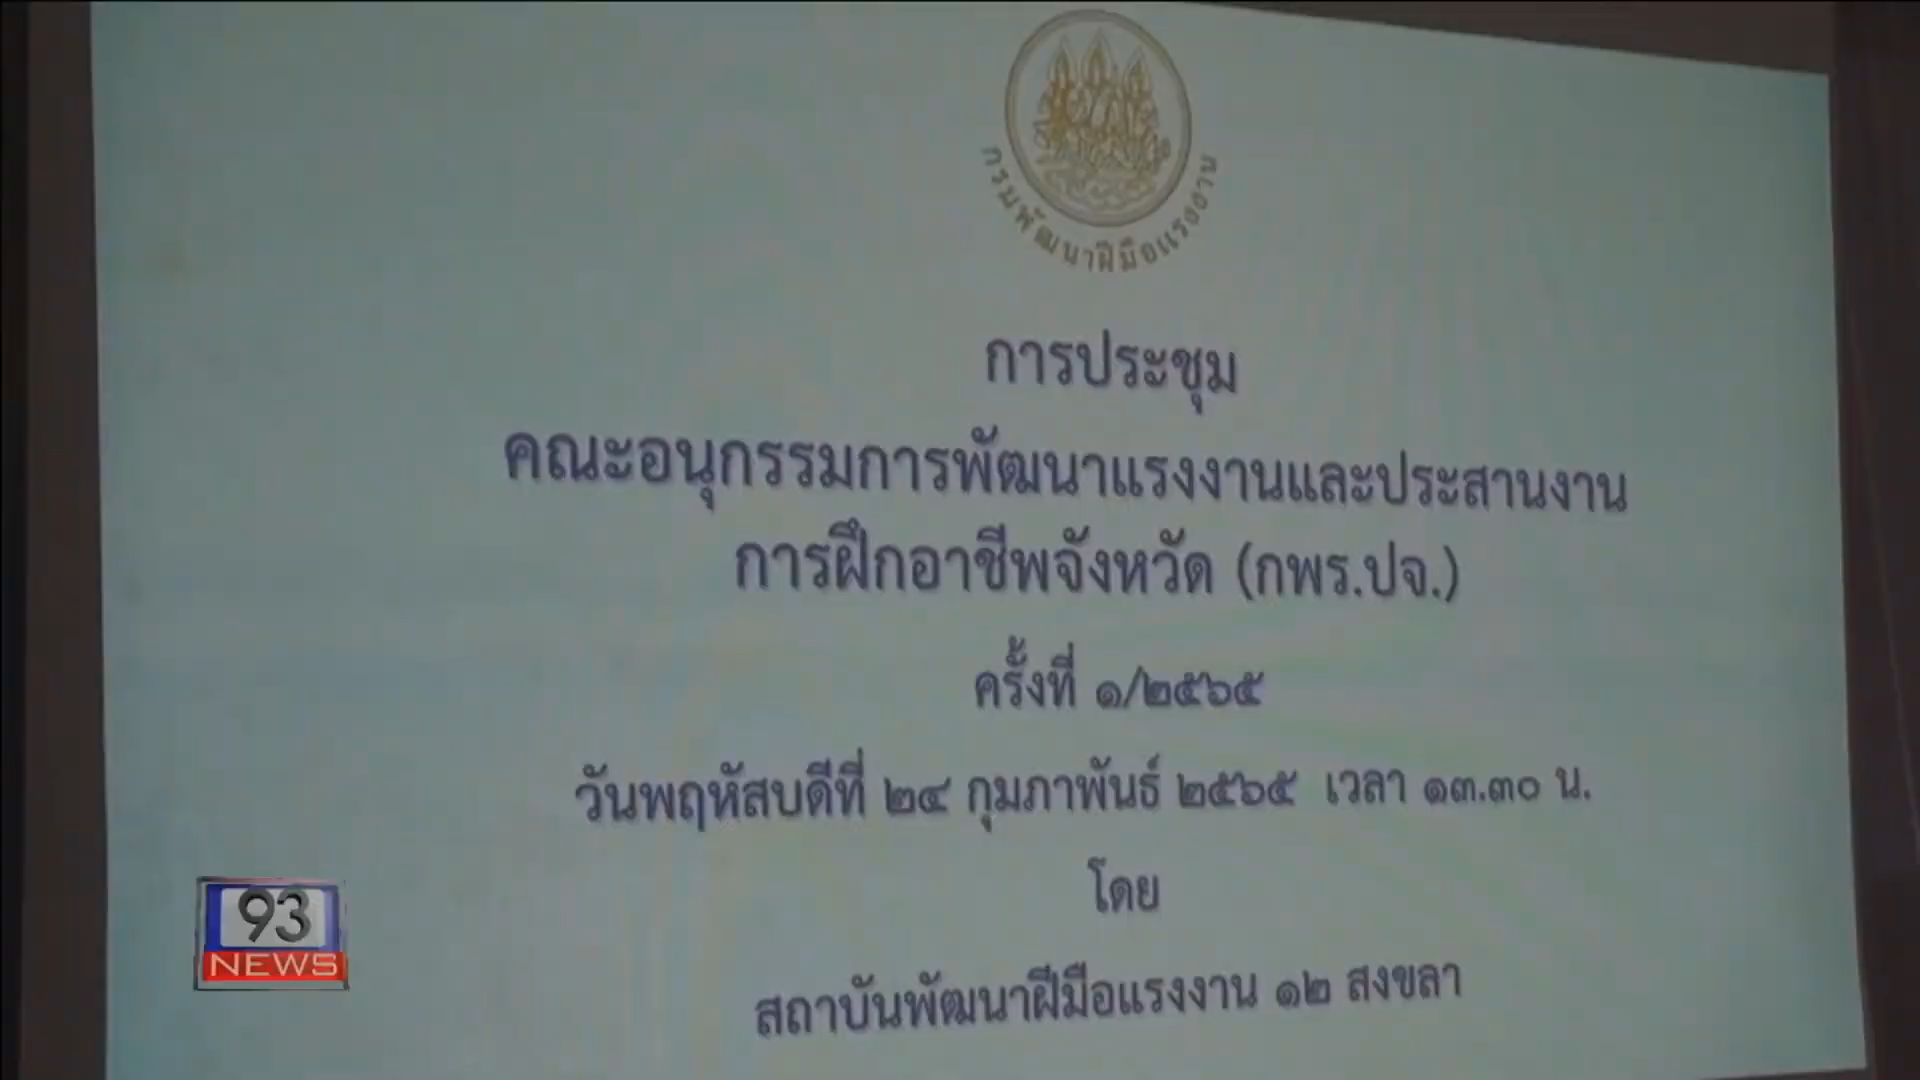 กรมพัฒนาฝีมือแรงงาน
การประชุม
คณะอนุกรรมการพัฒนาแรงงานและประสานงาน
การฝึกอาชีพจังหวัด (กพร.ปจ.)
ครั้งที่ ๑/๒๕๖๕
วันพฤหัสบดีที่ ๒๔ กุมภาพันธ์ ๒๕๖๕ เวลา ๑๓.๓๐ น.
โดย
สถาบันพัฒนาฝีมือแรงงาน ๑๒ สงขลา
93
NEWS